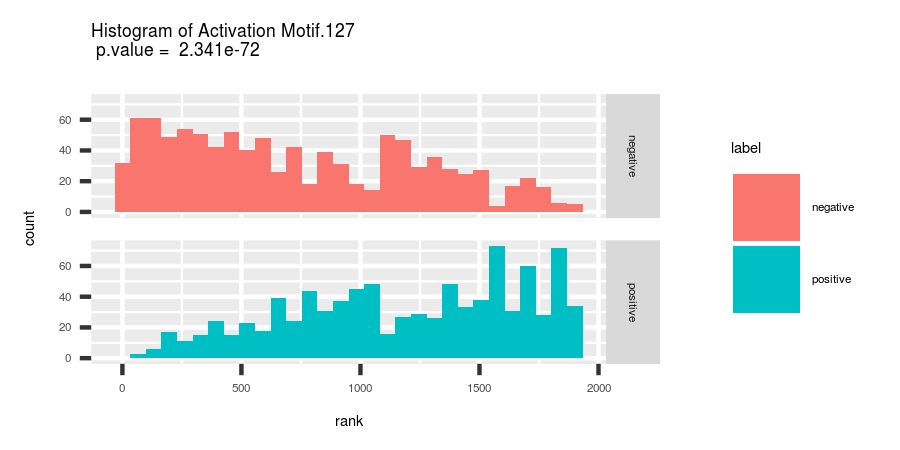 Histogram of Activation Motif.127
p.value = 2.341e-72
count
60
40
20
0
negative
60
40
20
0
positive
0 500 1000 1500 2000
rank
label
negative
positive